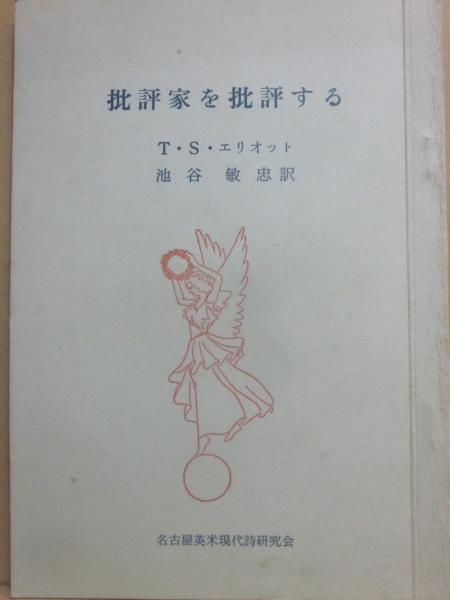 批評家を批評する
T・S・エリオット
池谷 敏忠訳
名古屋英米現代詩研究会